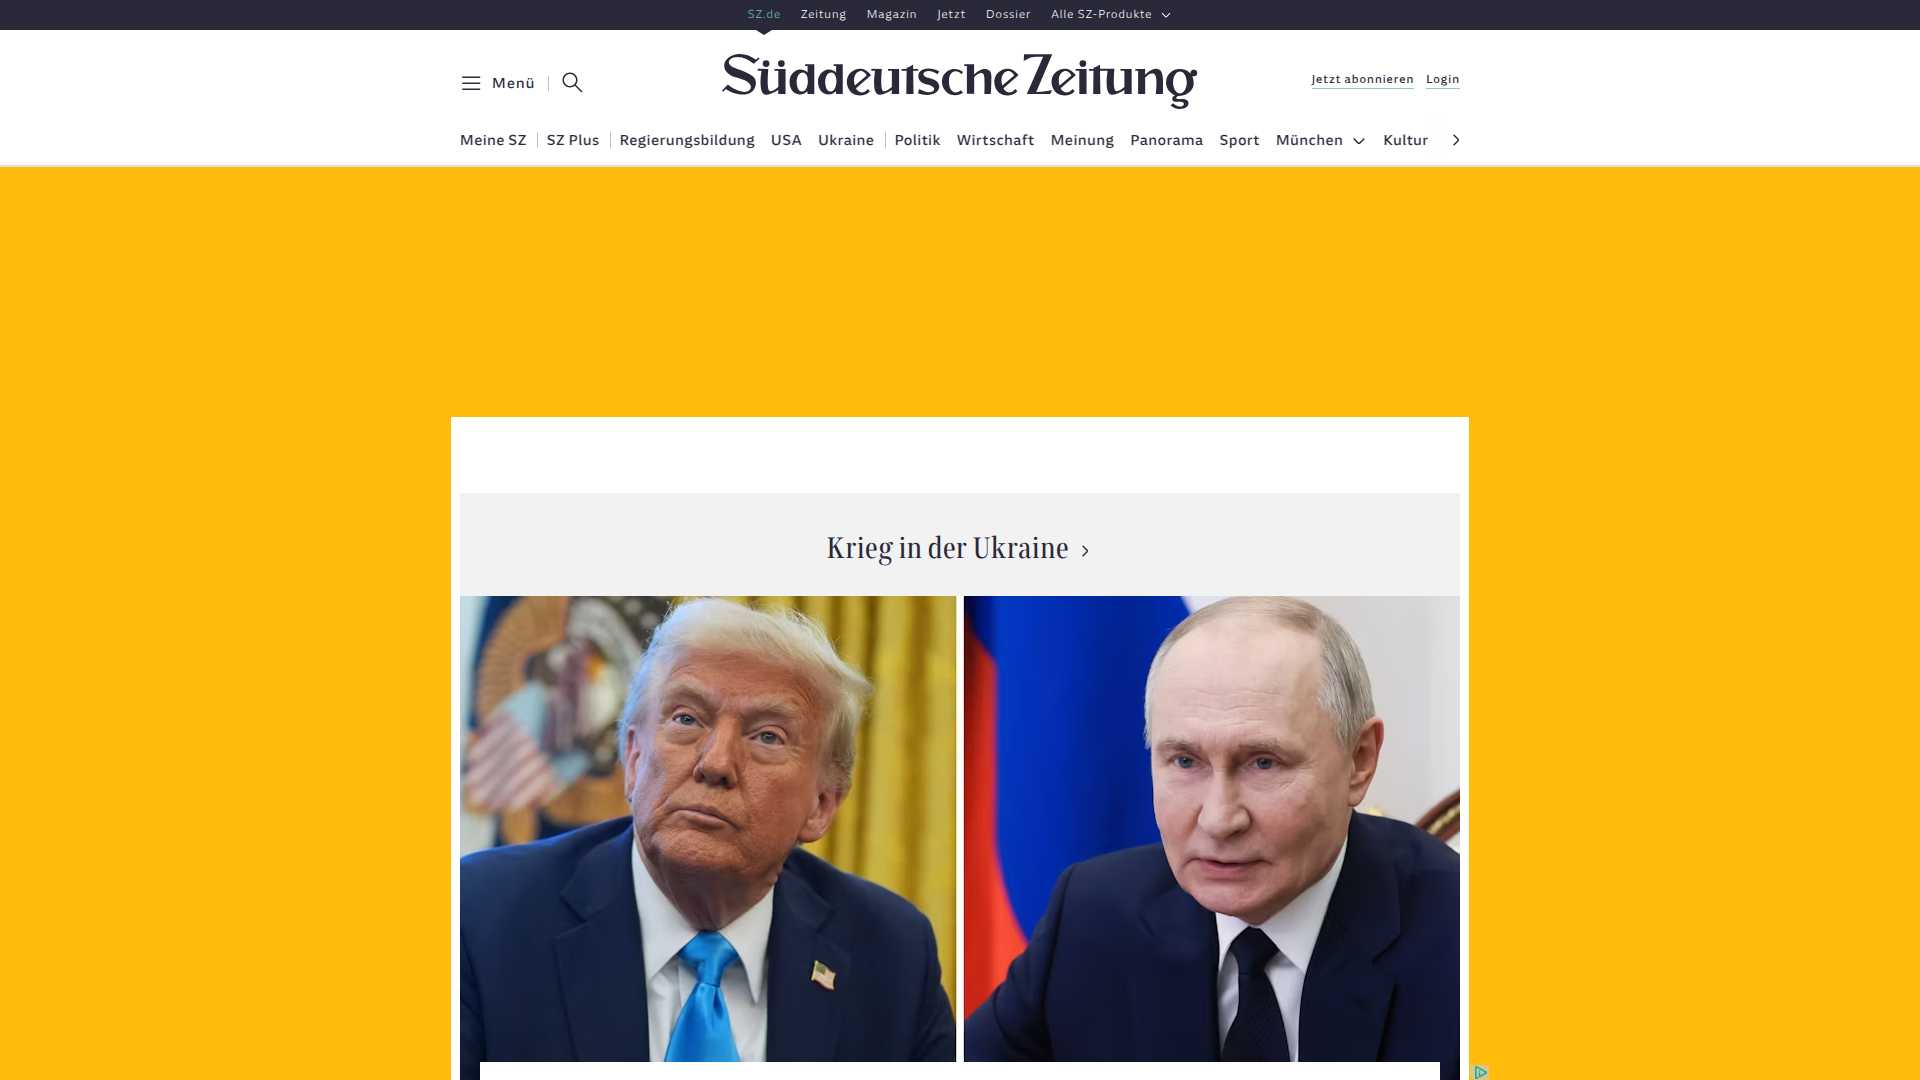 SZ.de Zeitung Magazin Jetzt Dossier Alle SZ-Produkte
Menü
Süddeutsche Zeitung
Jetzt abonnieren Login
Meine SZ SZ Plus Regierungsbildung USA Ukraine Politik Wirtschaft Meinung Panorama Sport München Kultur
Krieg in der Ukraine